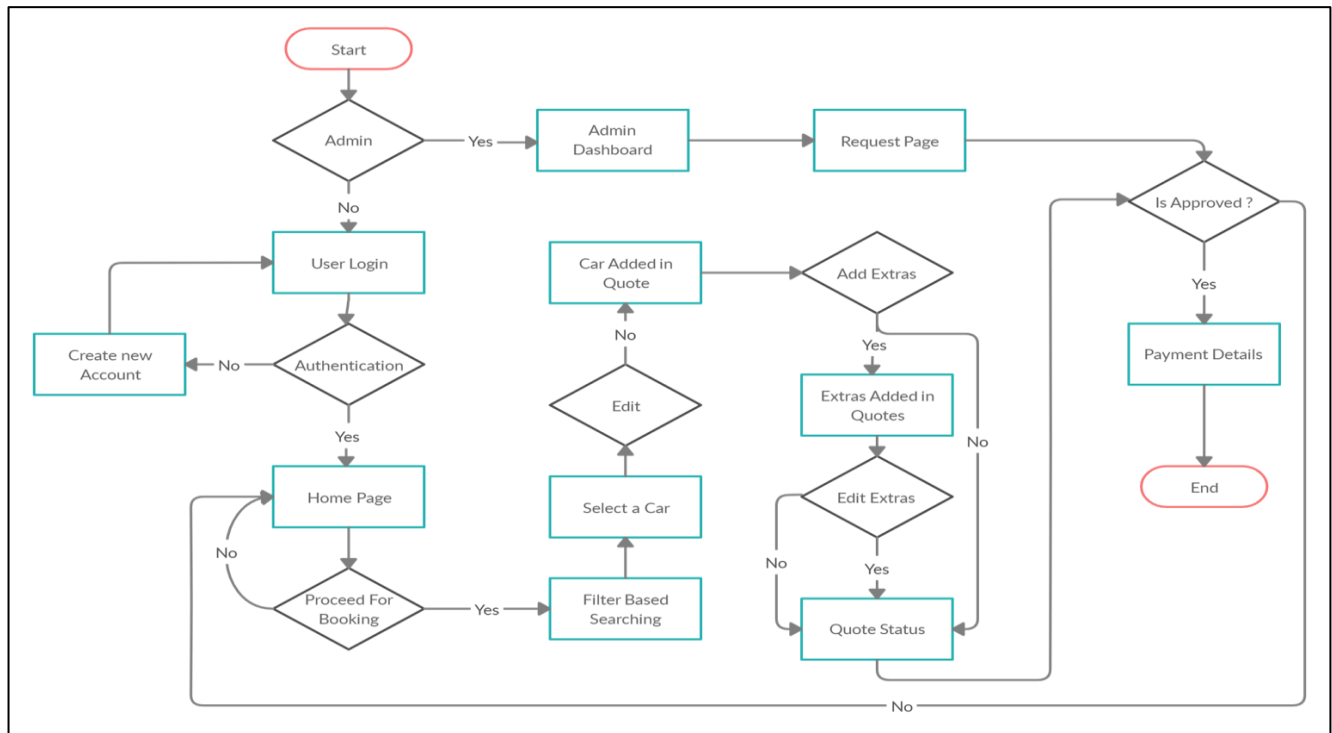 Start
Admin
Yes
Admin
Dashboard
Request Page
Is Approved ?
No
User Login
Car Added in
Quote
Add Extras
Yes
No
Yes
Create new
Account
No
Authentication
Payment Details
Edit
Extras Added in
Quotes
No
Yes
Home Page
Select a Car
Edit Extras
End
No
No
Yes
Proceed For
Booking
Yes
Filter Based
Searching
Quote Status
No